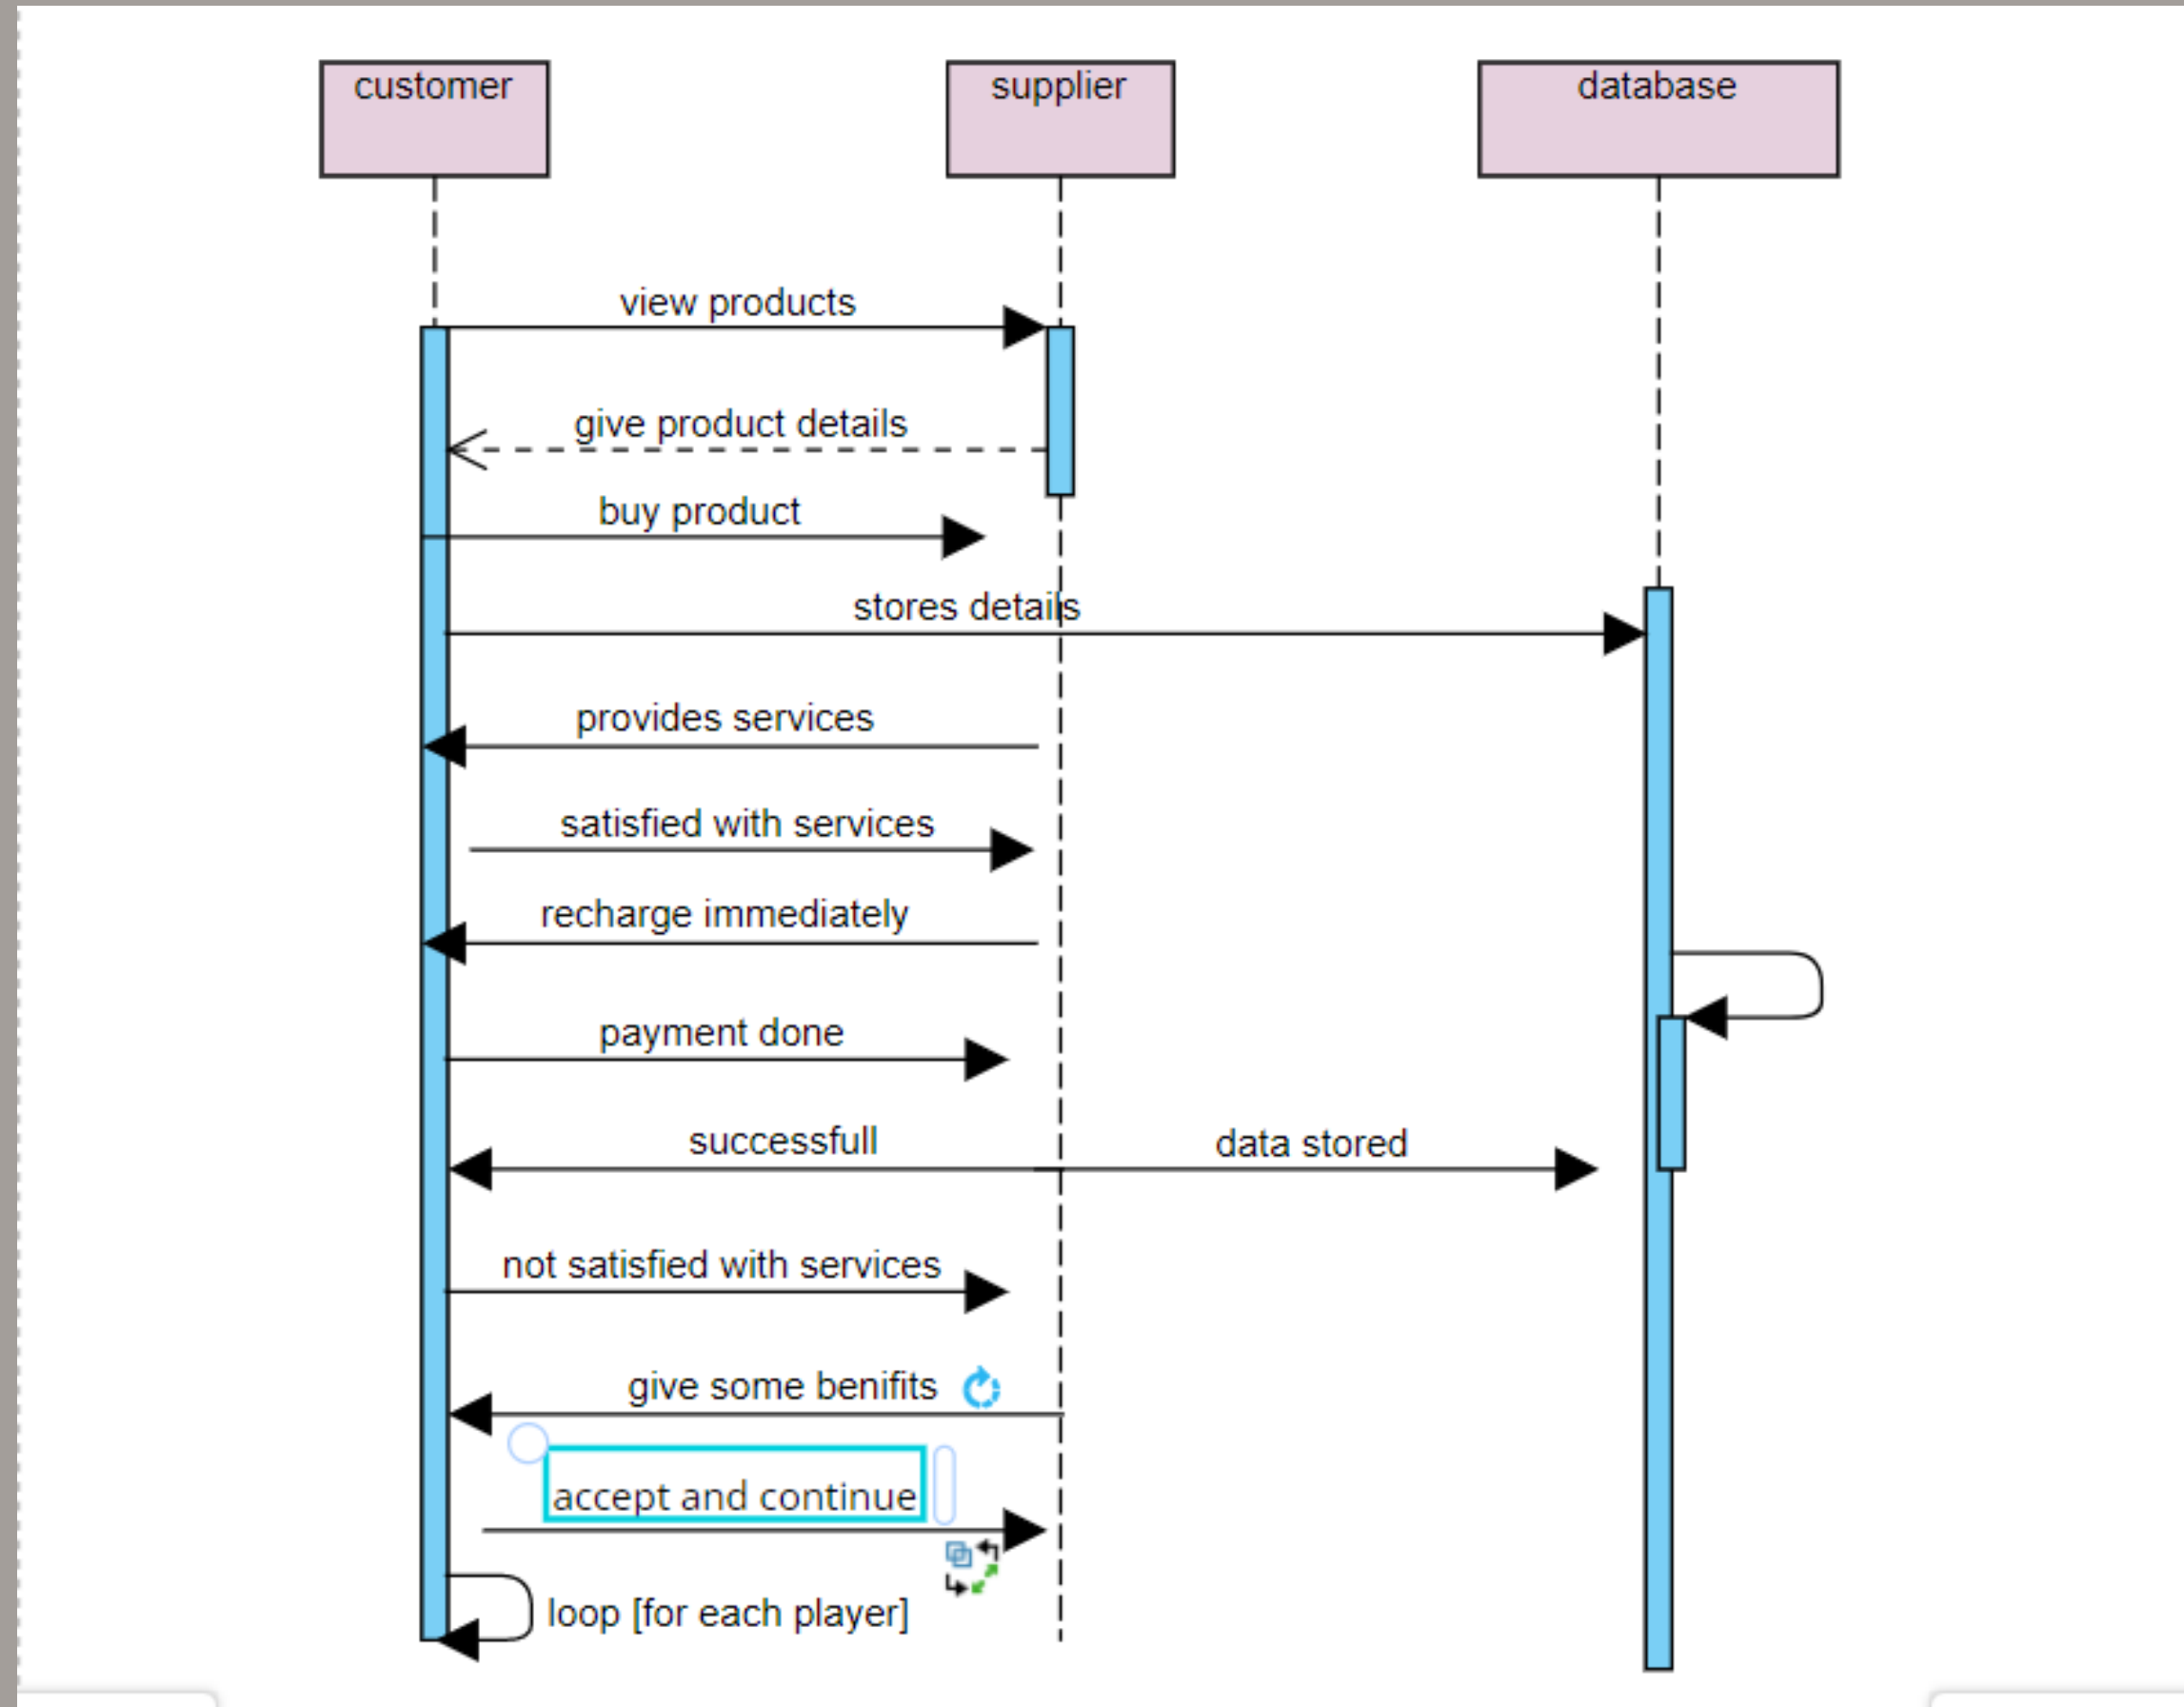 customer
supplier
database
view products
give product details
buy product
stores details
provides services
satisfied with services
recharge immediately
payment done
successfull
data stored
not satisfied with services
give some benifits
accept and continue
loop [for each player]